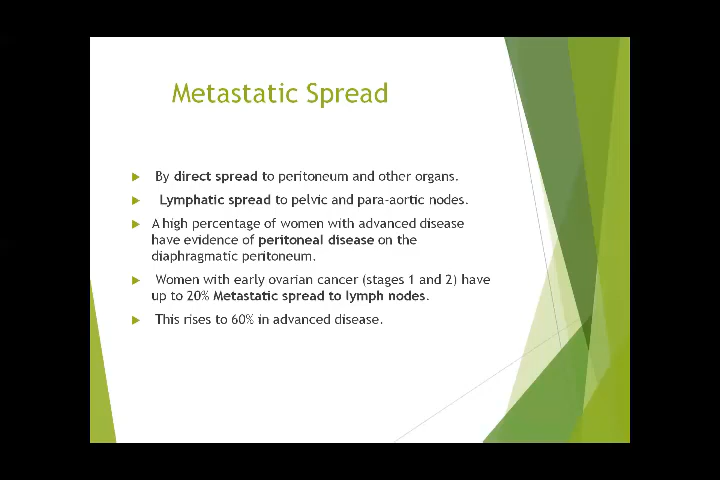 Metastatic Spread
By direct spread to peritoneum and other organs.
Lymphatic spread to pelvic and para-aortic nodes.
A high percentage of women with advanced disease
have evidence of peritoneal disease on the
diaphragmatic peritoneum.
Women with early ovarian cancer (stages 1 and 2) have
up to 20% Metastatic spread to lymph nodes.
This rises to 60% in advanced disease.